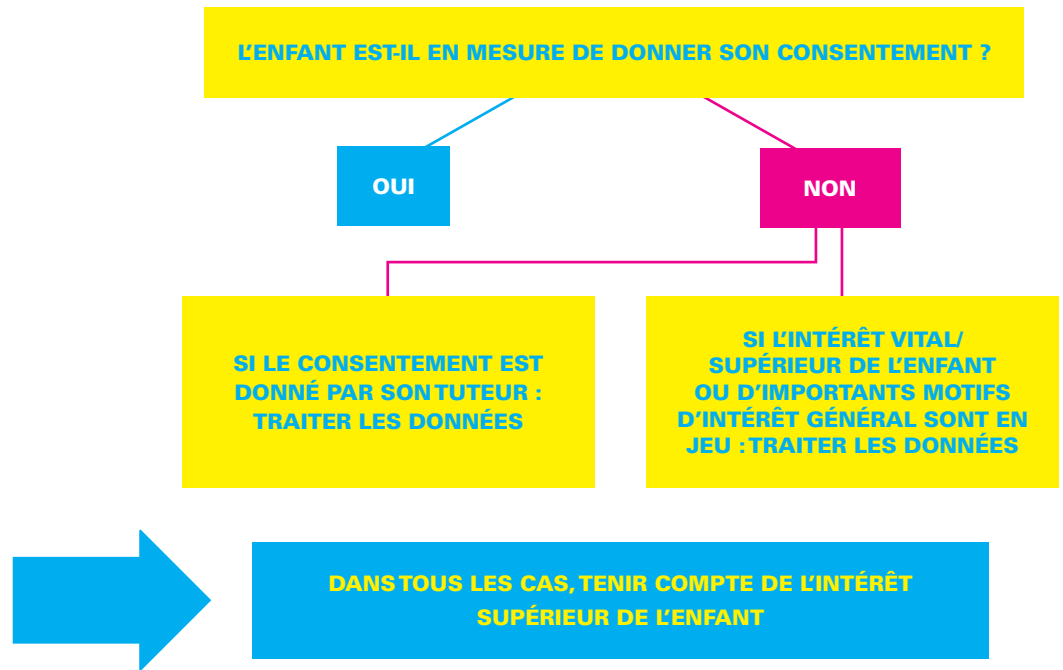 L'ENFANT EST-IL EN MESURE DE DONNER SON CONSENTEMENT ?
OUI
NON
SI LE CONSENTEMENT EST
DONNÉ PAR SON TUTEUR :
TRAITER LES DONNÉES
SI L'INTÉRÊT VITAL/
SUPÉRIEUR DE L'ENFANT
OU D'IMPORTANTS MOTIFS
D'INTÉRÊT GÉNÉRAL SONT EN
JEU : TRAITER LES DONNÉES
DANS TOUS LES CAS, TENIR COMPTE DE L'INTÉRÊT
SUPÉRIEUR DE L'ENFANT